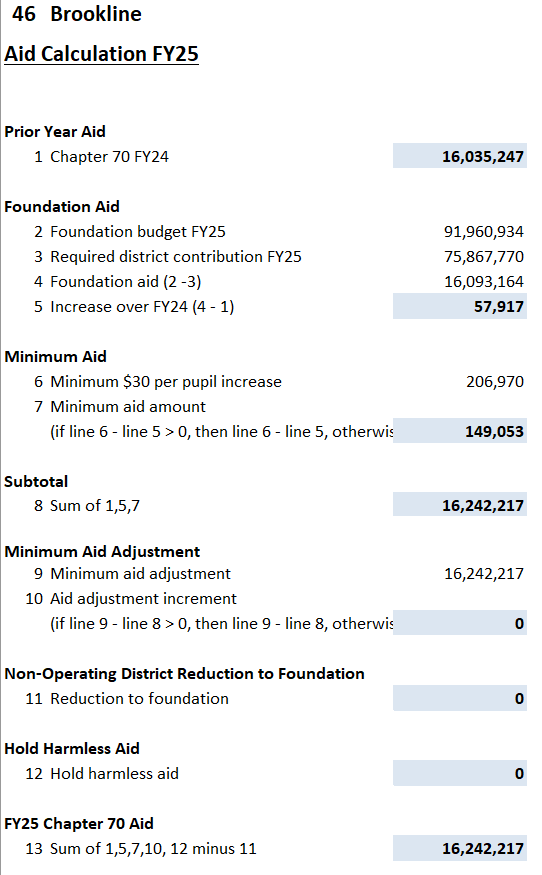 46 Brookline
Aid Calculation FY25
Prior Year Aid
1 Chapter 70 FY24 16,035,247
Foundation Aid
2 Foundation budget FY25 91,960,934
3 Required district contribution FY25 75,867,770
4 Foundation aid (2 -3) 16,093,164
5 Increase over FY24 (4 - 1) 57,917
Minimum Aid
6 Minimum $30 per pupil increase 206,970
7 Minimum aid amount
(if line 6 - line 5 > 0, then line 6 - line 5, otherwis 149,053
Subtotal
8 Sum of 1,5,7 16,242,217
Minimum Aid Adjustment
9 Minimum aid adjustment 16,242,217
10 Aid adjustment increment
(if line 9 - line 8 > 0, then line 9 - line 8, otherwis 0
Non-Operating District Reduction to Foundation
11 Reduction to foundation 0
Hold Harmless Aid
12 Hold harmless aid 0
FY25 Chapter 70 Aid
13 Sum of 1,5,7,10, 12 minus 11 16,242,217